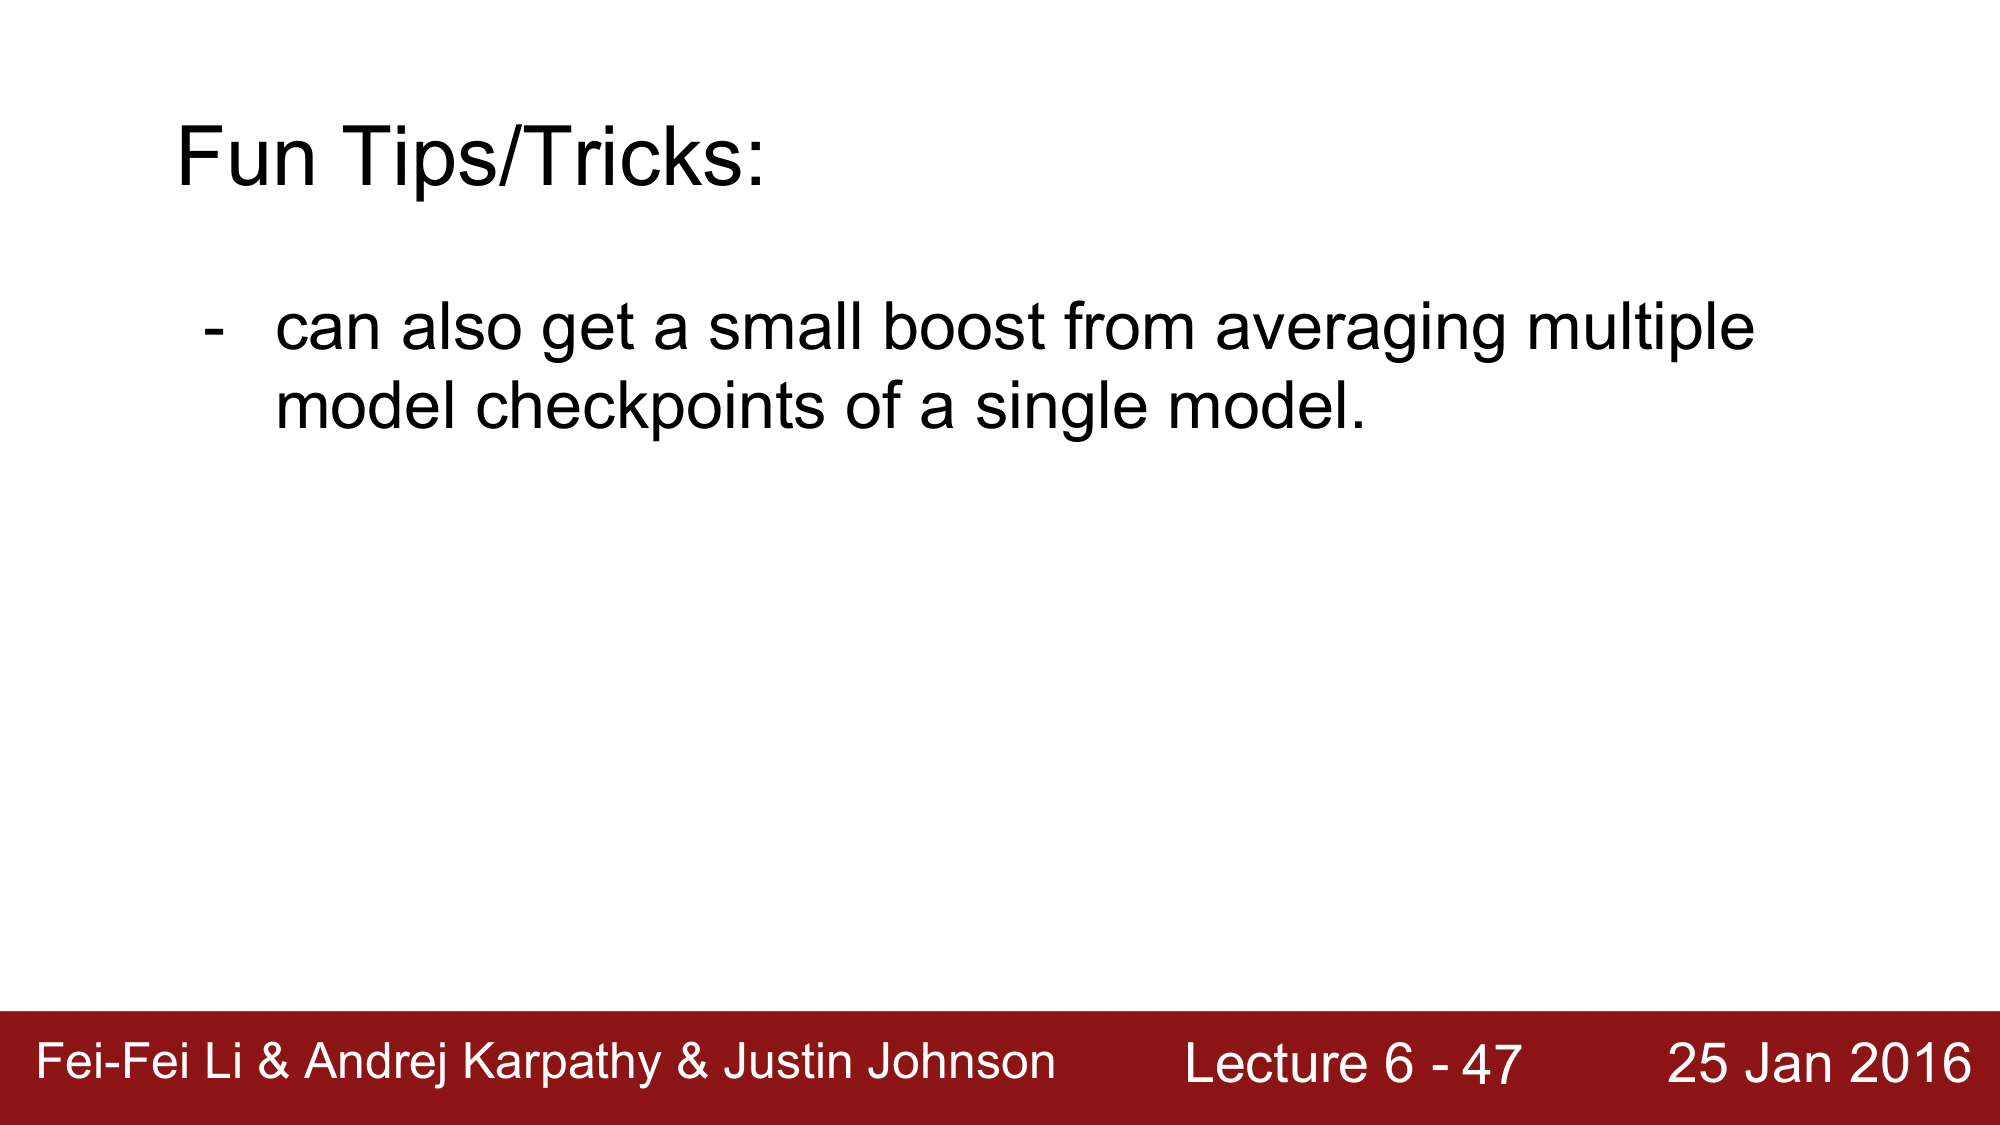 Fun Tips/Tricks:
- can also get a small boost from averaging multiple
model checkpoints of a single model.
Fei-Fei Li & Andrej Karpathy & Justin Johnson Lecture 6 - 47 25 Jan 2016